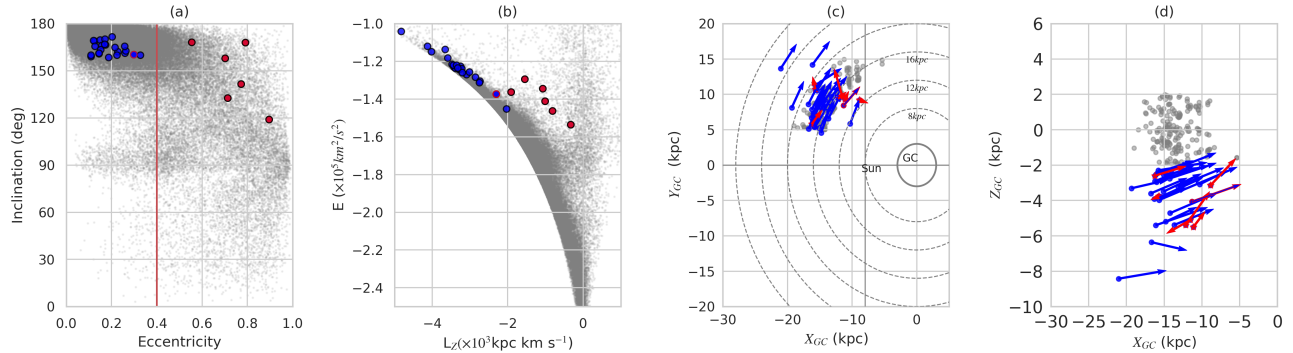 (a)
180
150
120
90
60
30
0
Inclination (deg)
0.0 0.2 0.4 0.6 0.8 1.0
Eccentricity
(b)
−1.0
−1.2
−1.4
−1.6
−1.8
−2.0
−2.2
−2.4
E (×10⁵km²/s²)
−4 −2 0
L_Z(×10³kpc km s⁻¹)
(c)
20
15
10
5
0
−5
−10
−15
−20
Y_GC (kpc)
16kpc
12kpc
8kpc
GC
Sun
−30 −20 −10 0
X_GC (kpc)
(d)
6
4
2
0
−2
−4
−6
−8
−10
Z_GC (kpc)
−30 −25 −20 −15 −10 −5 0
X_GC (kpc)